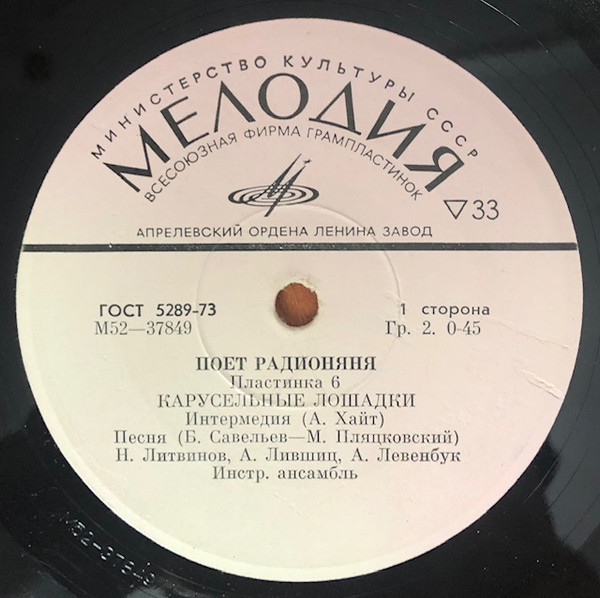 МИНИСТЕРСТВО КУЛЬТУРЫ СССР
МЕЛОДИЯ
ВСЕСОЮЗНАЯ ФИРМА ГРАМПЛАСТИНОК
▽33
АПРЕЛЕВСКИЙ ОРДЕНА ЛЕНИНА ЗАВОД
ГОСТ 5289-73 1 сторона
М52—37849 Гр. 2. 0-45
ПОЕТ РАДИОНЯНЯ
Пластинка 6
КАРУСЕЛЬНЫЕ ЛОШАДКИ
Интермедия (А. Хайт)
Песня (Б. Савельев—М. Пляцковский)
Н. Литвинов, А. Лившиц, А. Левенбук
Инстр. ансамбль